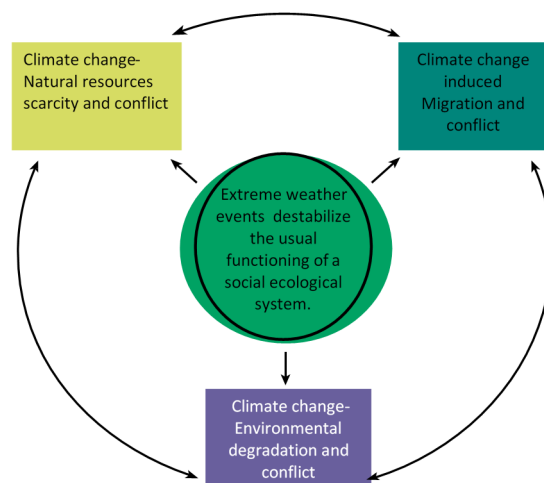 Climate change-
Natural resources
scarcity and conflict
Climate change
induced
Migration and
conflict
Extreme weather
events destabilize
the usual
functioning of a
social ecological
system.
Climate change-
Environmental
degradation and
conflict